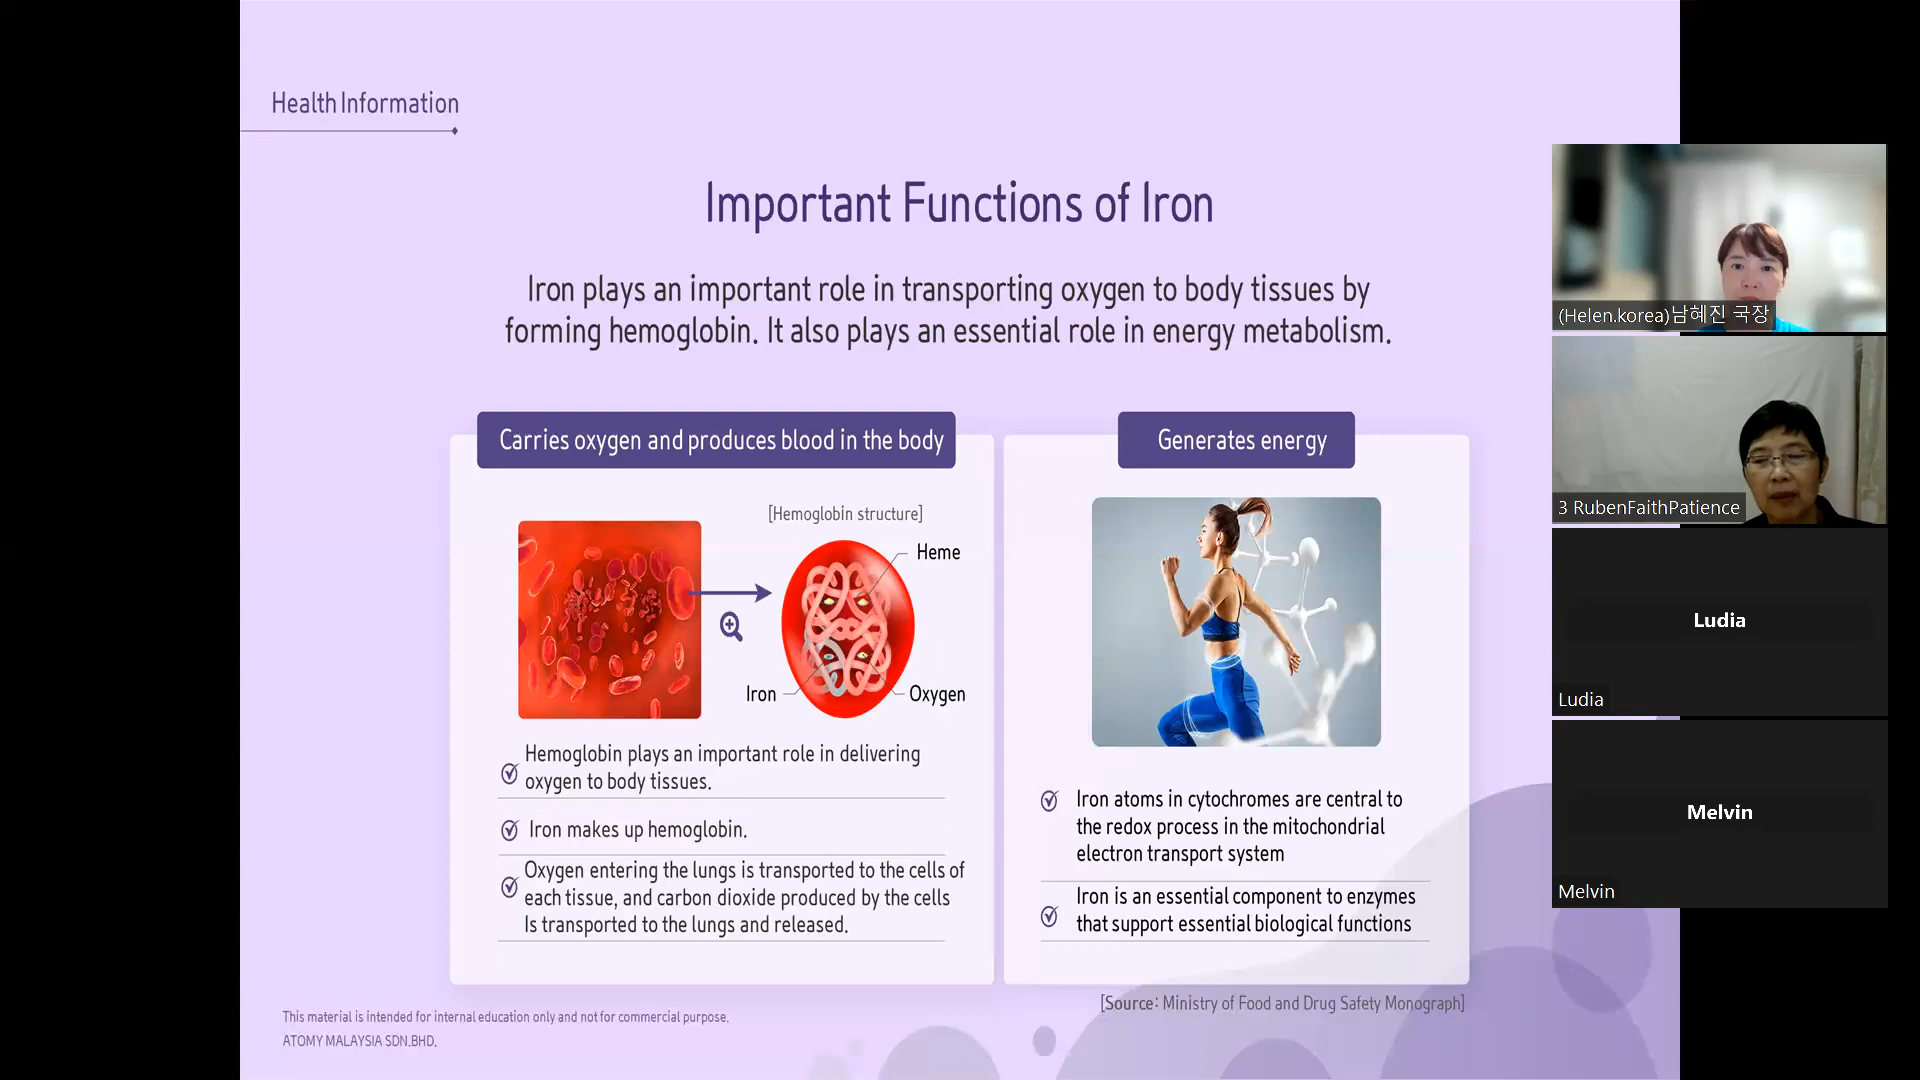 Health Information
Important Functions of Iron
Iron plays an important role in transporting oxygen to body tissues by
forming hemoglobin. It also plays an essential role in energy metabolism.
Carries oxygen and produces blood in the body
[Hemoglobin structure]
Heme
Iron
Oxygen
Hemoglobin plays an important role in delivering
oxygen to body tissues.
Iron makes up hemoglobin.
Oxygen entering the lungs is transported to the cells of
each tissue, and carbon dioxide produced by the cells
Is transported to the lungs and released.
Generates energy
Iron atoms in cytochromes are central to
the redox process in the mitochondrial
electron transport system
Iron is an essential component to enzymes
that support essential biological functions
[Source: Ministry of Food and Drug Safety Monograph]
This material is intended for internal education only and not for commercial purpose.
ATOMY MALAYSIA SDN.BHD.
(Helen.korea)남혜진 국장
3 RubenFaithPatience
Ludia
Ludia
Melvin
Melvin